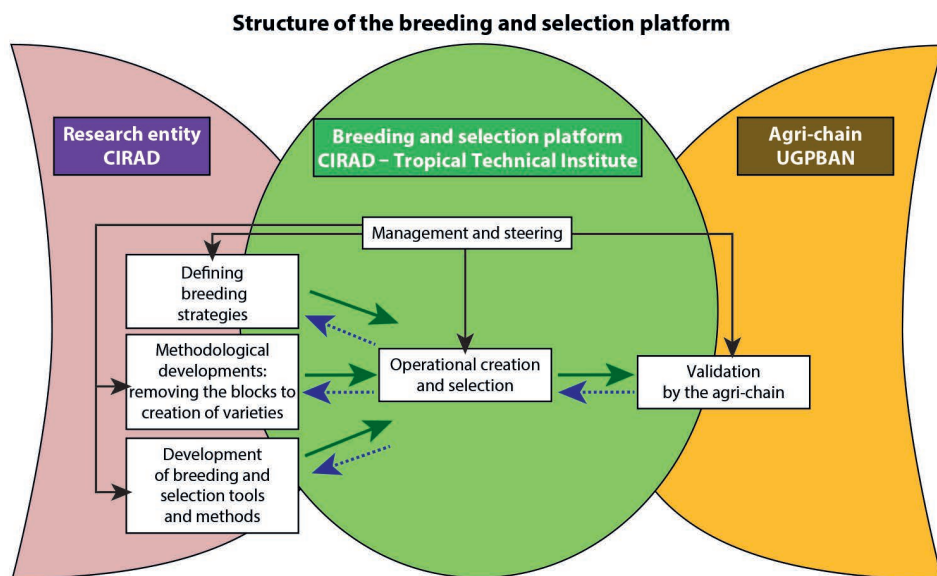 Structure of the breeding and selection platform
Research entity
CIRAD
Breeding and selection platform
CIRAD – Tropical Technical Institute
Agri-chain
UGPBAN
Management and steering
Defining
breeding
strategies
Methodological
developments:
removing the blocks to
creation of varieties
Operational creation
and selection
Validation
by the agri-chain
Development
of breeding and
selection tools
and methods